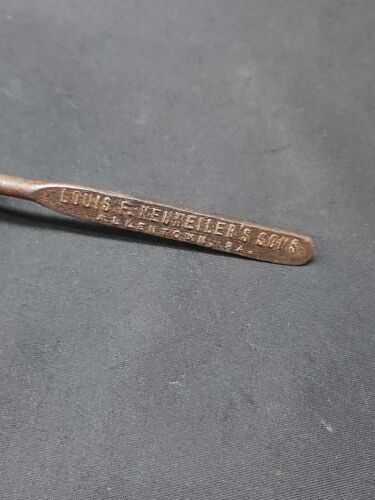 LOUIS F. NEUWEILER'S SONS
ALLENTOWN, PA.